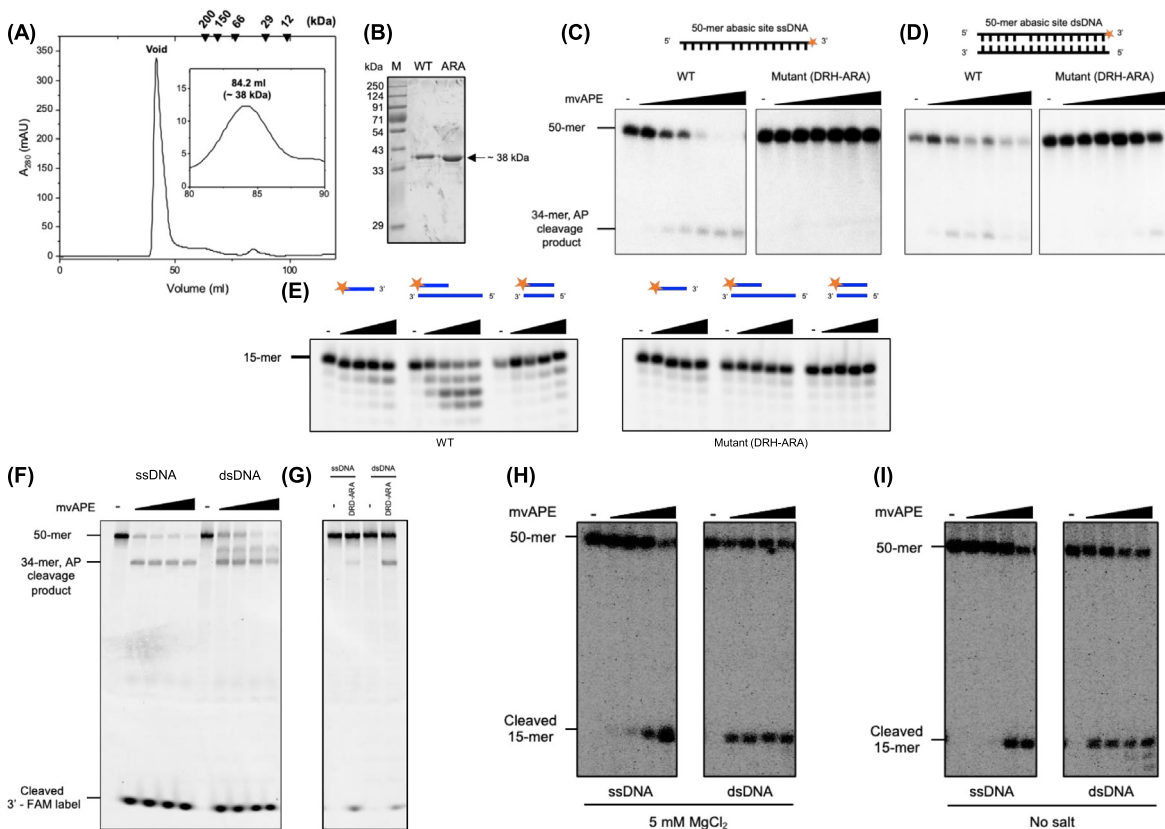 (A)
200 150 66 29 12 (kDa)
Void
84.2 ml
(~ 38 kDa)
15
10
5
0
80 85 90
350
300
250
200
150
100
50
0
A280 (mAU)
0 50 100
Volume (ml)
(B)
kDa M WT ARA
250
124
91
71
54
43
33
29
~ 38 kDa
(C)
50-mer abasic site ssDNA
5' 3'
WT Mutant (DRH-ARA)
mvAPE - -
50-mer
34-mer, AP
cleavage
product
(D)
50-mer abasic site dsDNA
5' 3'
3' 5'
WT Mutant (DRH-ARA)
- -
(E)
3' 3' 5' 3' 5'
3' 3' 5' 3' 5'
- - - - - -
15-mer
WT Mutant (DRH-ARA)
(F)
ssDNA dsDNA
mvAPE - -
50-mer
34-mer, AP
cleavage
product
Cleaved
3' - FAM label
(G)
ssDNA dsDNA
- DRD-ARA - DRD-ARA
(H)
mvAPE - -
50-mer
Cleaved
15-mer
ssDNA dsDNA
5 mM MgCl2
(I)
mvAPE - -
50-mer
Cleaved
15-mer
ssDNA dsDNA
No salt